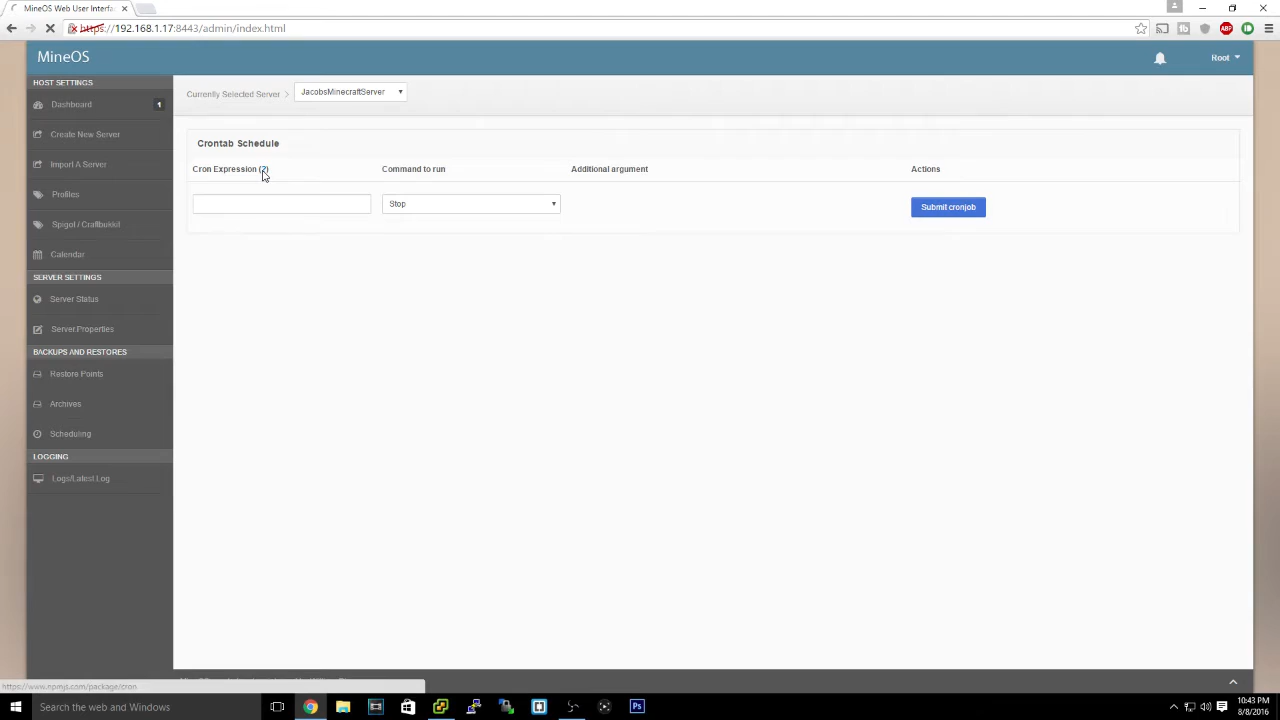 MineOS Web User Interfa
https://192.168.1.17:8443/admin/index.html
MineOS
Root
HOST SETTINGS
Dashboard 1
Create New Server
Import A Server
Profiles
Spigot / Craftbukkit
Calendar
SERVER SETTINGS
Server Status
Server.Properties
BACKUPS AND RESTORES
Restore Points
Archives
Scheduling
LOGGING
Logs/Latest.Log
Currently Selected Server > JacobsMinecraftServer
Crontab Schedule
Cron Expression (?) Command to run Additional argument Actions
Stop Submit cronjob
https://www.npmjs.com/package/cron
Search the web and Windows
ABP
Ps
10:43 PM
8/8/2016